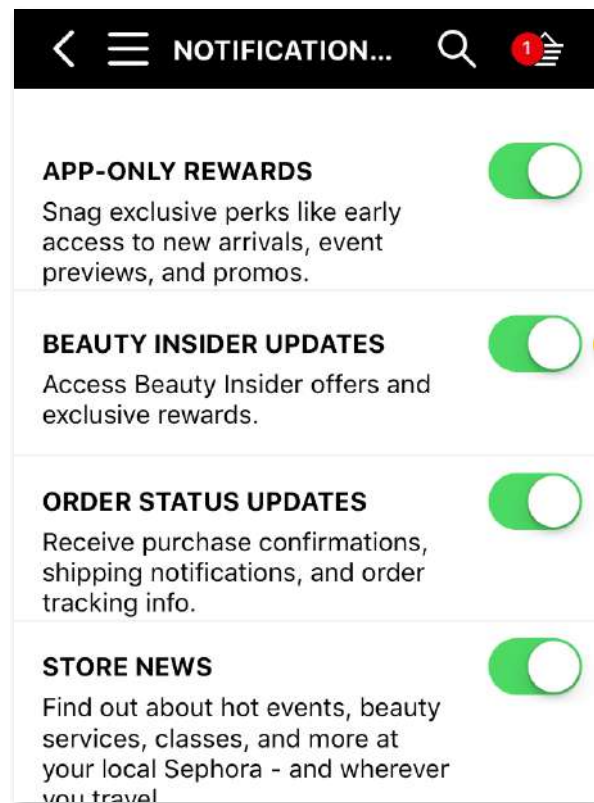 NOTIFICATION... 1
APP-ONLY REWARDS
Snag exclusive perks like early
access to new arrivals, event
previews, and promos.
BEAUTY INSIDER UPDATES
Access Beauty Insider offers and
exclusive rewards.
ORDER STATUS UPDATES
Receive purchase confirmations,
shipping notifications, and order
tracking info.
STORE NEWS
Find out about hot events, beauty
services, classes, and more at
your local Sephora - and wherever
you travel